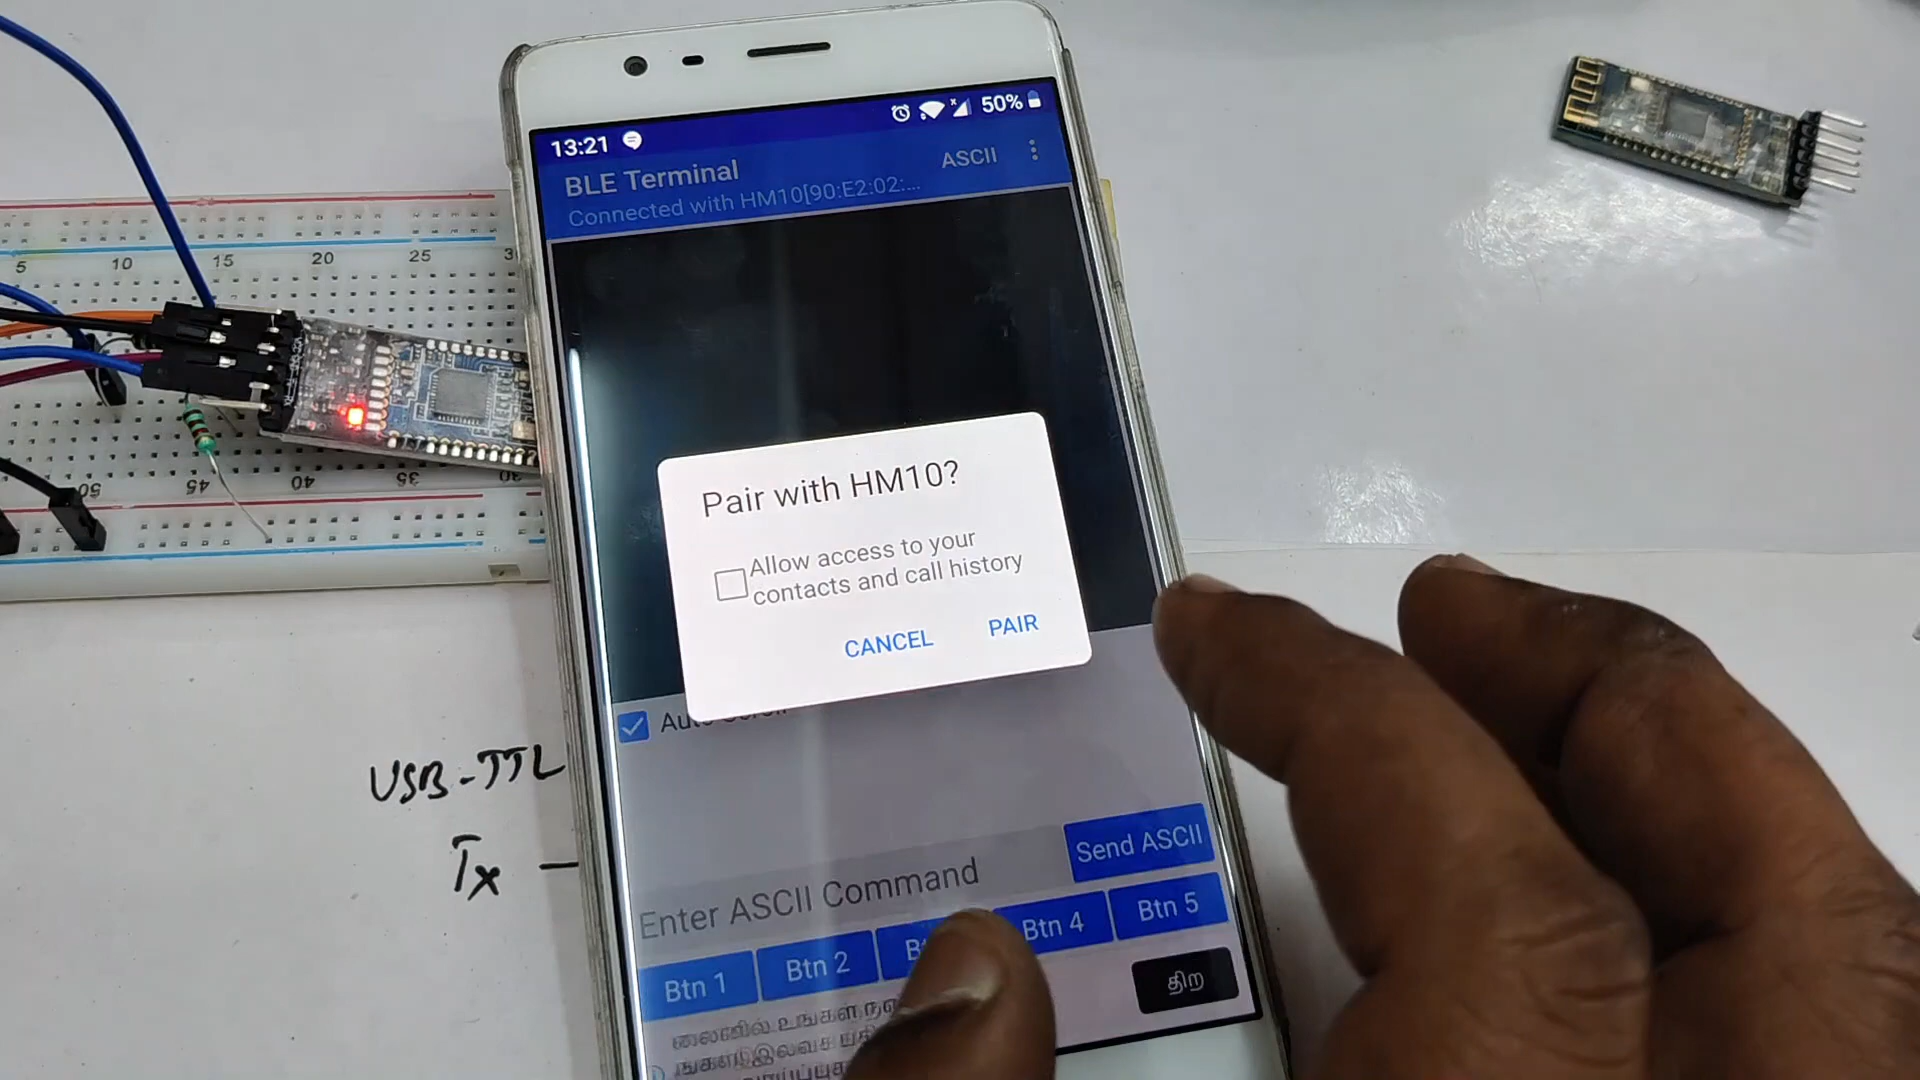 13:21
50%
BLE Terminal
ASCII
Connected with HM10[90:E2:02:...
5 10 15 20 25
50 45 40 35 30
Pair with HM10?
Allow access to your
contacts and call history
CANCEL PAIR
USB-TTL
Tx
Send ASCII
Enter ASCII Command
Btn 1 Btn 2 Btn 4 Btn 5
திற